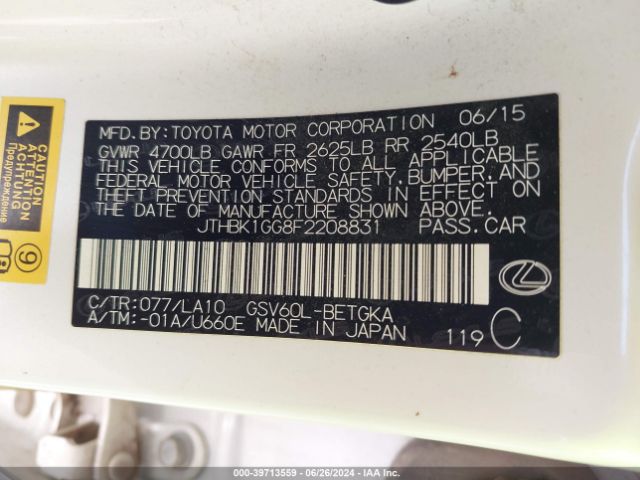 MFD. BY: TOYOTA MOTOR CORPORATION 06/15
GVWR 4700LB GAWR FR 2625LB RR 2540LB
THIS VEHICLE CONFORMS TO ALL APPLICABLE
FEDERAL MOTOR VEHICLE SAFETY, BUMPER, AND
THEFT PREVENTION STANDARDS IN EFFECT ON
THE DATE OF MANUFACTURE SHOWN ABOVE.
JTHBK1GG8F2208831 PASS. CAR
C/TR: 077/LA10 GSV60L-BETGKA
A/TM: -01A/U660E MADE IN JAPAN
119 C
CAUTION
ATTENTION
ACHTUNG
Предупреждение
9
000-39713559 - 06/26/2024 - IAA Inc.